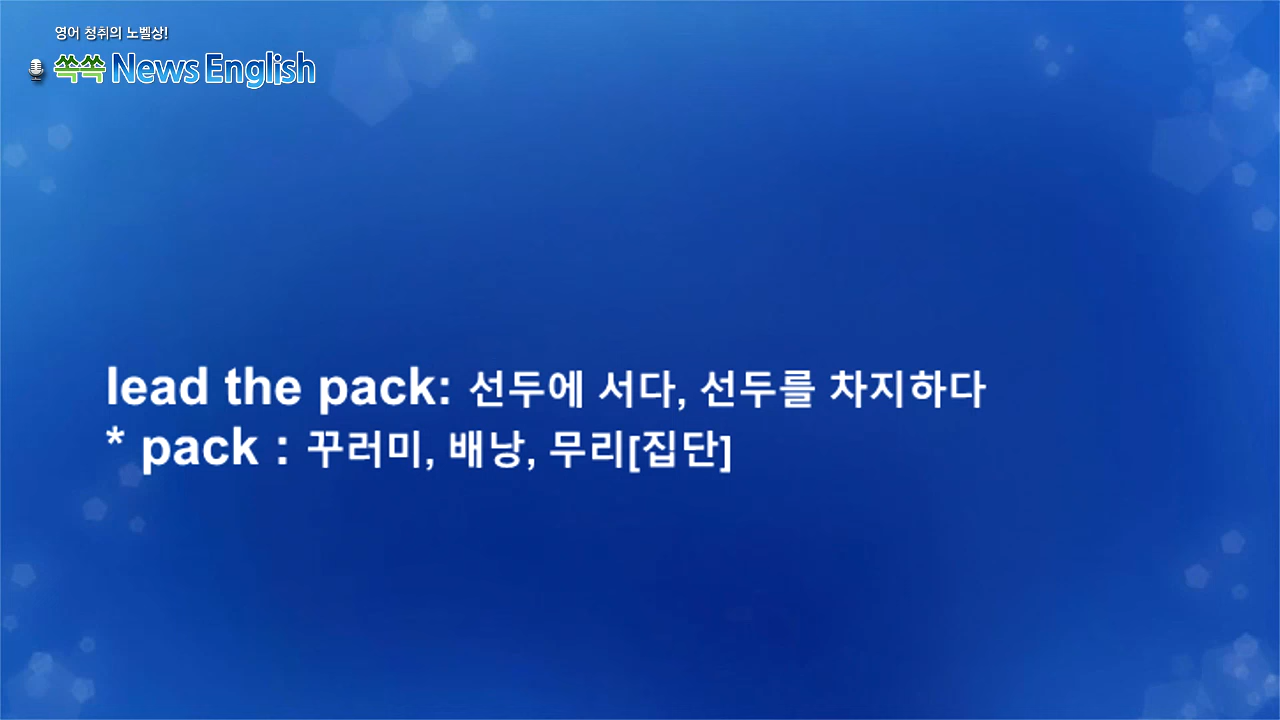 영어 청취의 노벨상!
쏙쏙 News English
lead the pack: 선두에 서다, 선두를 차지하다
* pack : 꾸러미, 배낭, 무리[집단]